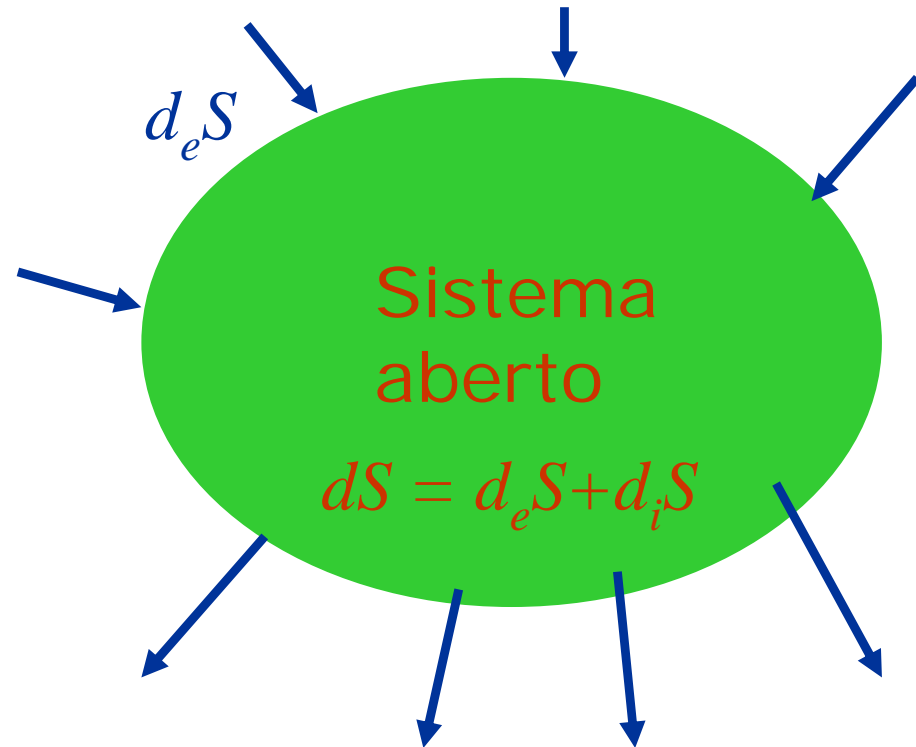 d_eS
Sistema
aberto
dS = d_eS+d_iS